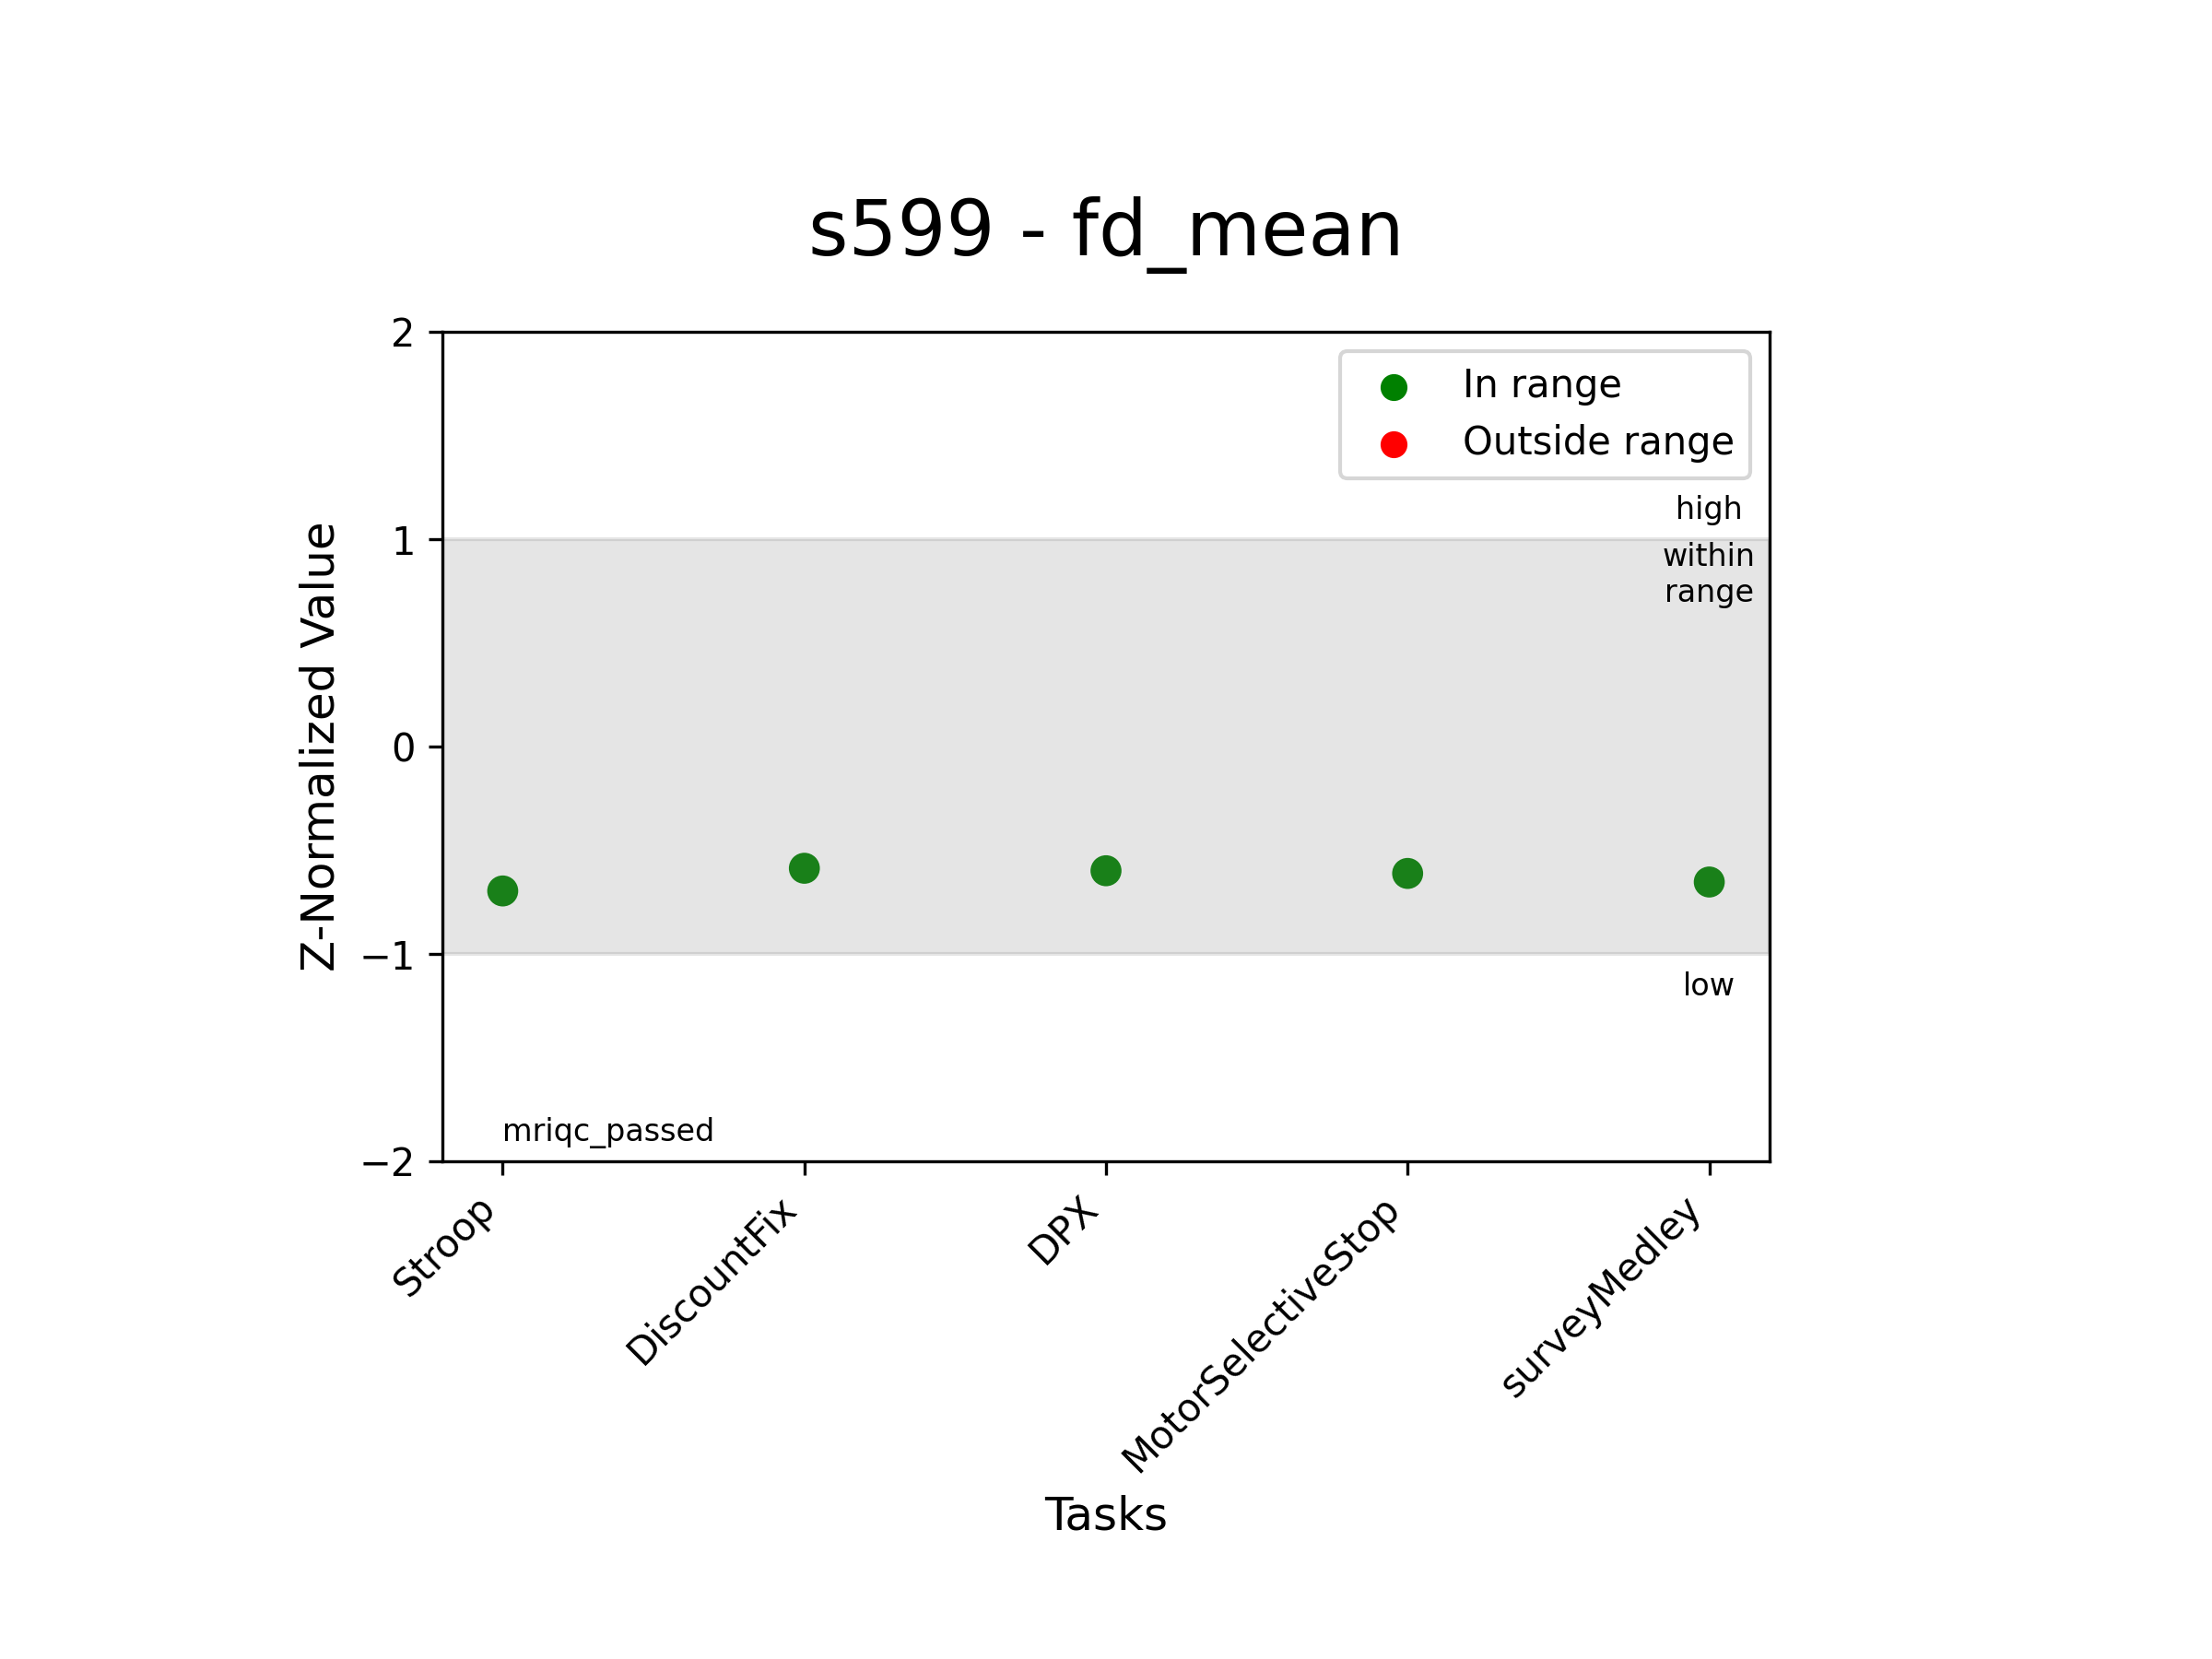 s599 - fd_mean
2
1
0
−1
−2
Z-Normalized Value
In range
Outside range
high
within
range
low
mriqc_passed
Stroop
DiscountFix
DPX
MotorSelectiveStop
surveyMedley
Tasks